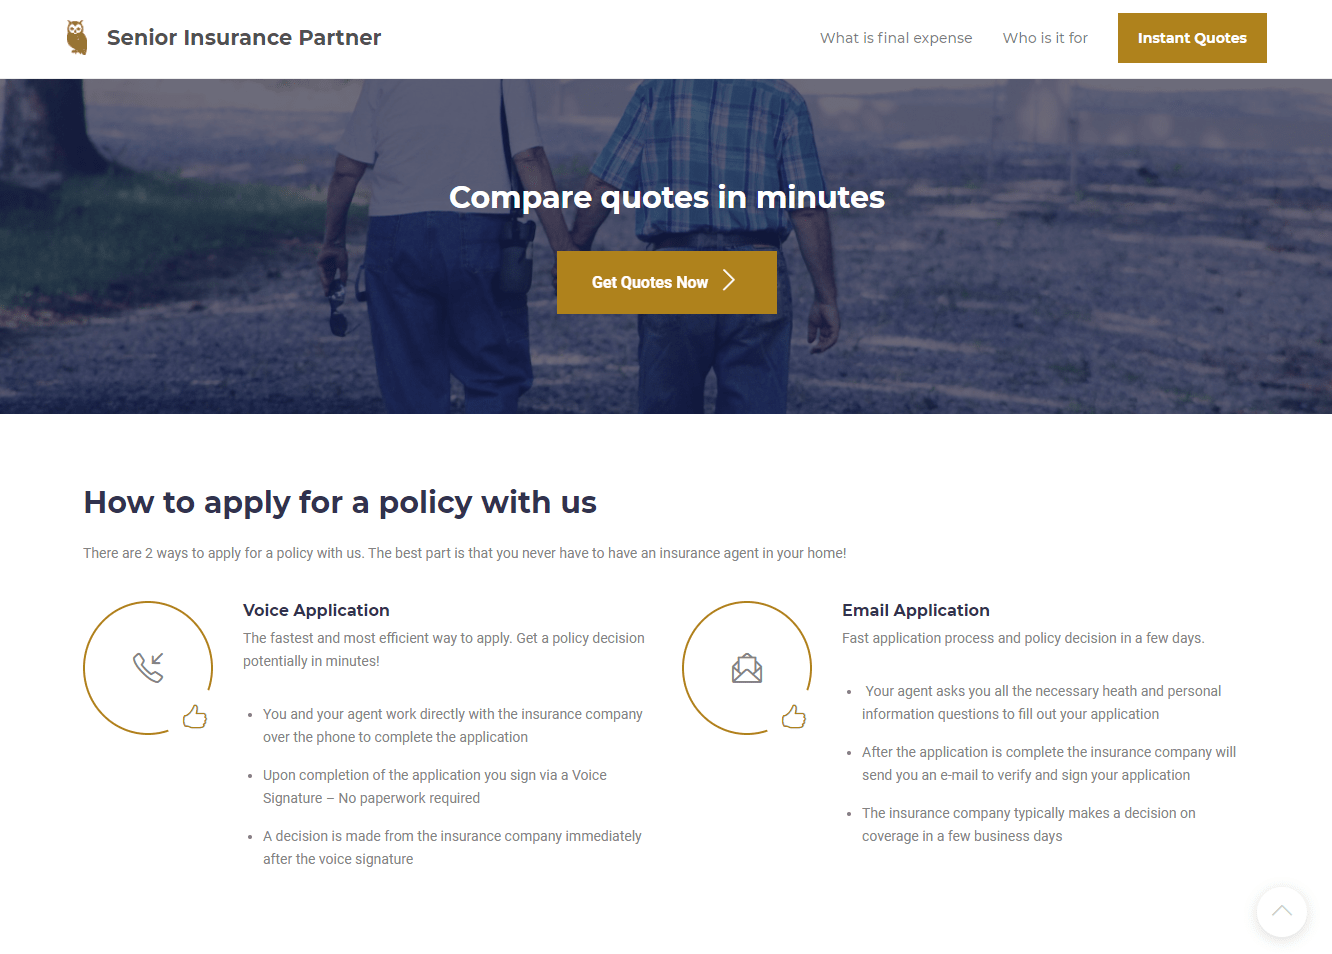 Senior Insurance Partner
What is final expense
Who is it for
Instant Quotes
Compare quotes in minutes
Get Quotes Now
How to apply for a policy with us
There are 2 ways to apply for a policy with us. The best part is that you never have to have an insurance agent in your home!
Voice Application
The fastest and most efficient way to apply. Get a policy decision
potentially in minutes!
• You and your agent work directly with the insurance company
over the phone to complete the application
• Upon completion of the application you sign via a Voice
Signature – No paperwork required
• A decision is made from the insurance company immediately
after the voice signature
Email Application
Fast application process and policy decision in a few days.
• Your agent asks you all the necessary heath and personal
information questions to fill out your application
• After the application is complete the insurance company will
send you an e-mail to verify and sign your application
• The insurance company typically makes a decision on
coverage in a few business days